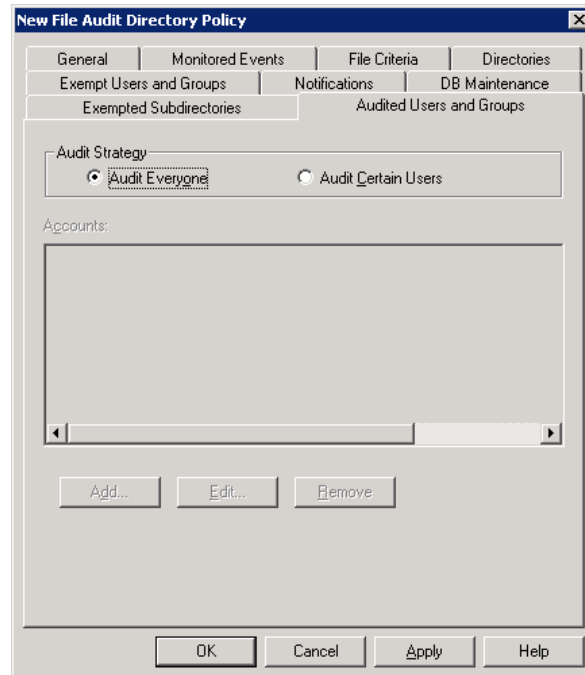 New File Audit Directory Policy
General Monitored Events File Criteria Directories
Exempt Users and Groups Notifications DB Maintenance
Exempted Subdirectories Audited Users and Groups
Audit Strategy
Audit Everyone Audit Certain Users
Accounts:
Add... Edit... Remove
OK Cancel Apply Help